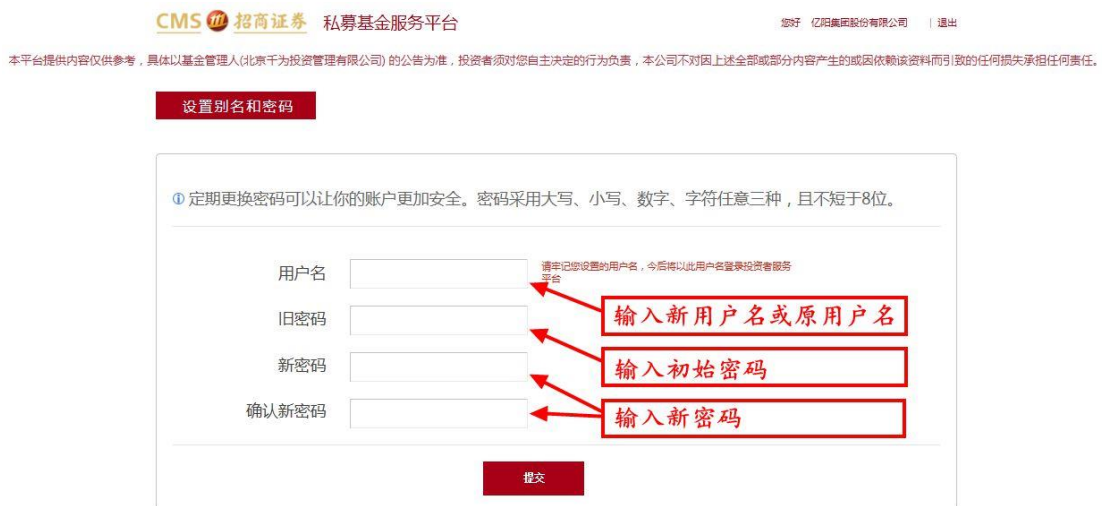 CMS 招商证券 私募基金服务平台
您好 亿阳集团股份有限公司 | 退出
本平台提供内容仅供参考，具体以基金管理人(北京千为投资管理有限公司) 的公告为准，投资者须对您自主决定的行为负责，本公司不对因上述全部或部分内容产生的或因依赖该资料而引致的任何损失承担任何责任。
设置别名和密码
定期更换密码可以让你的账户更加安全。密码采用大写、小写、数字、字符任意三种，且不短于8位。
用户名
请牢记您设置的用户名，今后将以此用户名登录投资者服务
平台
输入新用户名或原用户名
旧密码
输入初始密码
新密码
确认新密码
输入新密码
提交